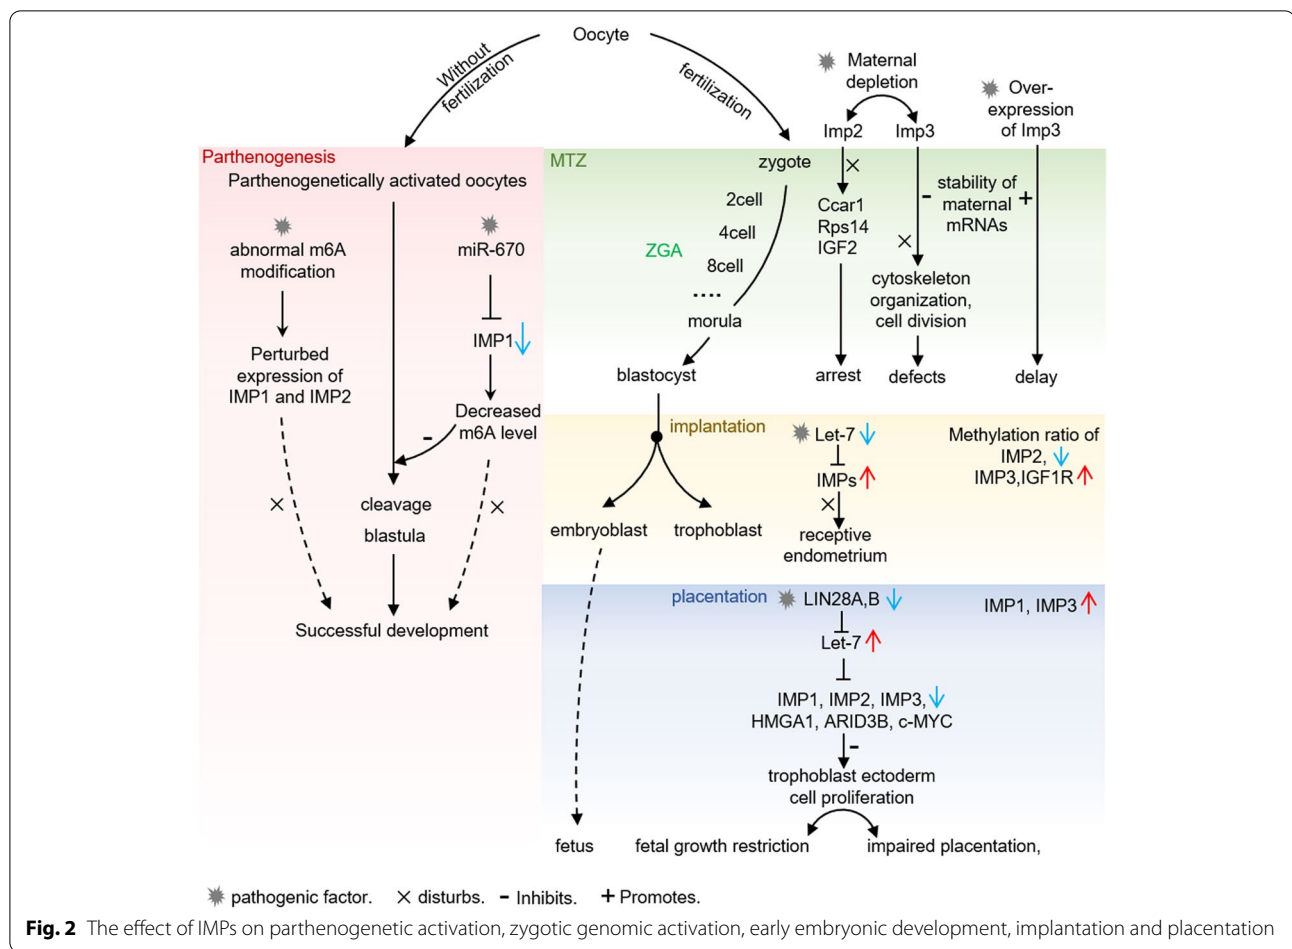 Oocyte
Without
fertilization
fertilization
Maternal
depletion
Imp2
Imp3
Over-
expression
of Imp3
Parthenogenesis
Parthenogenetically activated oocytes
abnormal m6A
modification
Perturbed
expression of
IMP1 and IMP2
×
miR-670
IMP1↓
Decreased
m6A level
-
×
cleavage
blastula
Successful development
MTZ
zygote
2cell
4cell
8cell
....
ZGA
morula
blastocyst
×
Ccar1
Rps14
IGF2
arrest
-
stability of
maternal
mRNAs
+
×
cytoskeleton
organization,
cell division
defects
delay
implantation
embryoblast
trophoblast
Let-7↓
IMPs↑
×
receptive
endometrium
Methylation ratio of
IMP2,↓
IMP3,IGF1R↑
placentation
LIN28A,B↓
Let-7↑
IMP1, IMP2, IMP3,↓
HMGA1, ARID3B, c-MYC
-
trophoblast ectoderm
cell proliferation
IMP1, IMP3↑
fetus
fetal growth restriction
impaired placentation,
pathogenic factor. × disturbs. - Inhibits. + Promotes.
Fig. 2 The effect of IMPs on parthenogenetic activation, zygotic genomic activation, early embryonic development, implantation and placentation